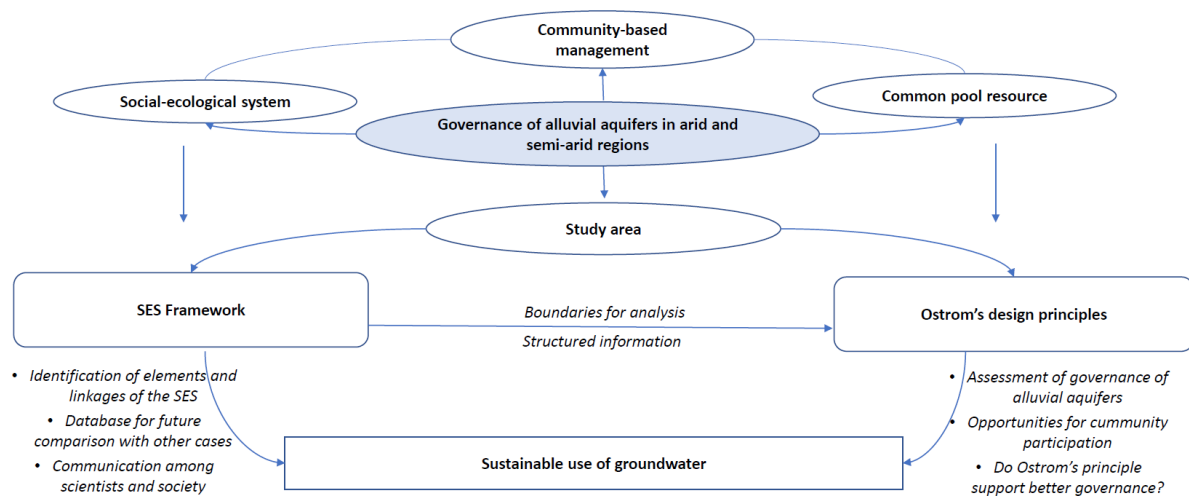 Community-based
management
Social-ecological system
Common pool resource
Governance of alluvial aquifers in arid and
semi-arid regions
Study area
SES Framework
Boundaries for analysis
Structured information
Ostrom's design principles
• Identification of elements and
linkages of the SES
• Database for future
comparison with other cases
• Communication among
scientists and society
• Assessment of governance of
alluvial aquifers
• Opportunities for cummunity
participation
• Do Ostrom's principle
support better governance?
Sustainable use of groundwater